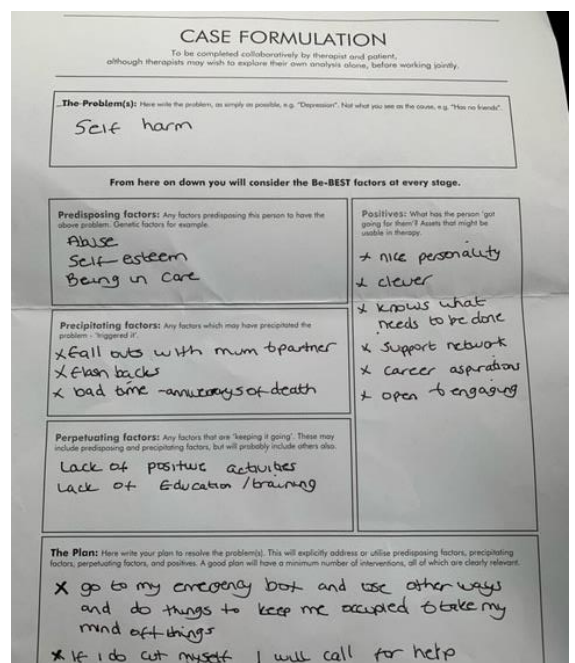 CASE FORMULATION
To be completed collaboratively by therapist and patient,
although therapists may wish to explore their own analysis alone, before working jointly.
The Problem(s): Here write the problem, as simply as possible, e.g. "Depression". Not what you see as the cause, e.g. "Has no friends".
Self harm
From here on down you will consider the Be-BEST factors at every stage.
Predisposing factors: Any factors predisposing this person to have the
above problem. Genetic factors for example.
Abuse
Self-esteem
Being in care
Precipitating factors: Any factors which may have precipitated the
problem - 'triggered it'.
x fall outs with mum & partner
x flash backs
x bad time - of death
Perpetuating factors: Any factors that are 'keeping it going'. These may
include predisposing and precipitating factors, but will probably include others also.
Lack of positive activities
Lack of Education / training
Positives: What has the person 'got
going for them'? Assets that might be
usable in therapy.
x nice personality
x clever
x knows what
needs to be done
x support network
x career aspirations
x open to engaging
The Plan: Here write your plan to resolve the problem(s). This will explicitly address or utilise predisposing factors, precipitating
factors, perpetuating factors, and positives. A good plan will have a minimum number of interventions, all of which are clearly relevant.
x go to my emergency box and use other ways
and do things to keep me occupied & take my
mind off things
x If I do cut myself I will call for help